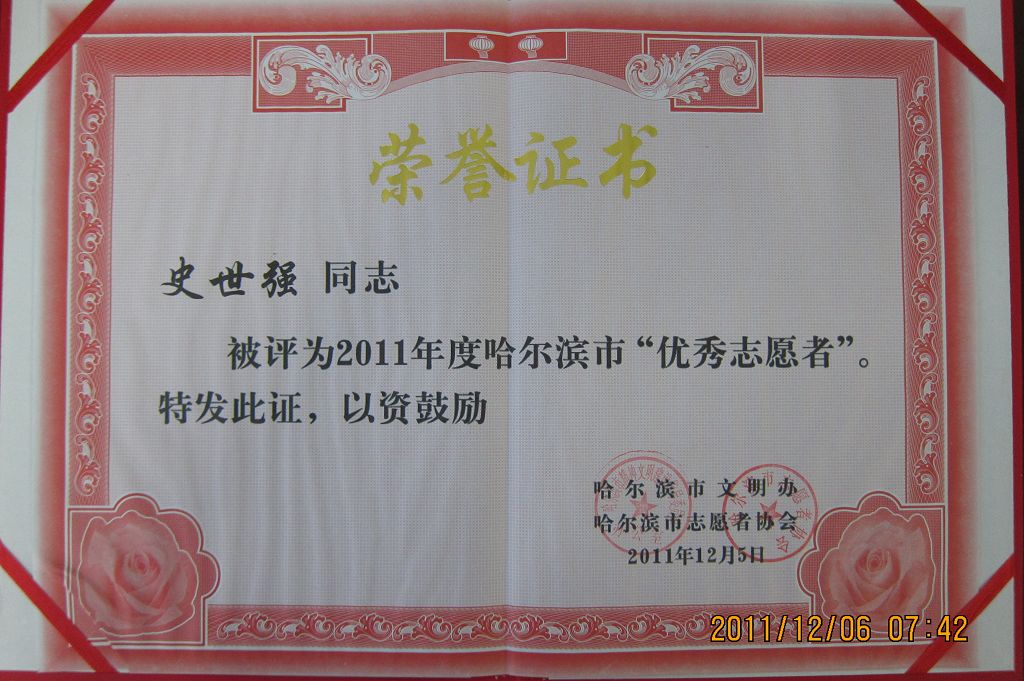 荣誉证书
史世强 同志
被评为2011年度哈尔滨市“优秀志愿者”。
特发此证，以资鼓励
哈尔滨市文明办
哈尔滨市志愿者协会
2011年12月5日
2011/12/06 07:42